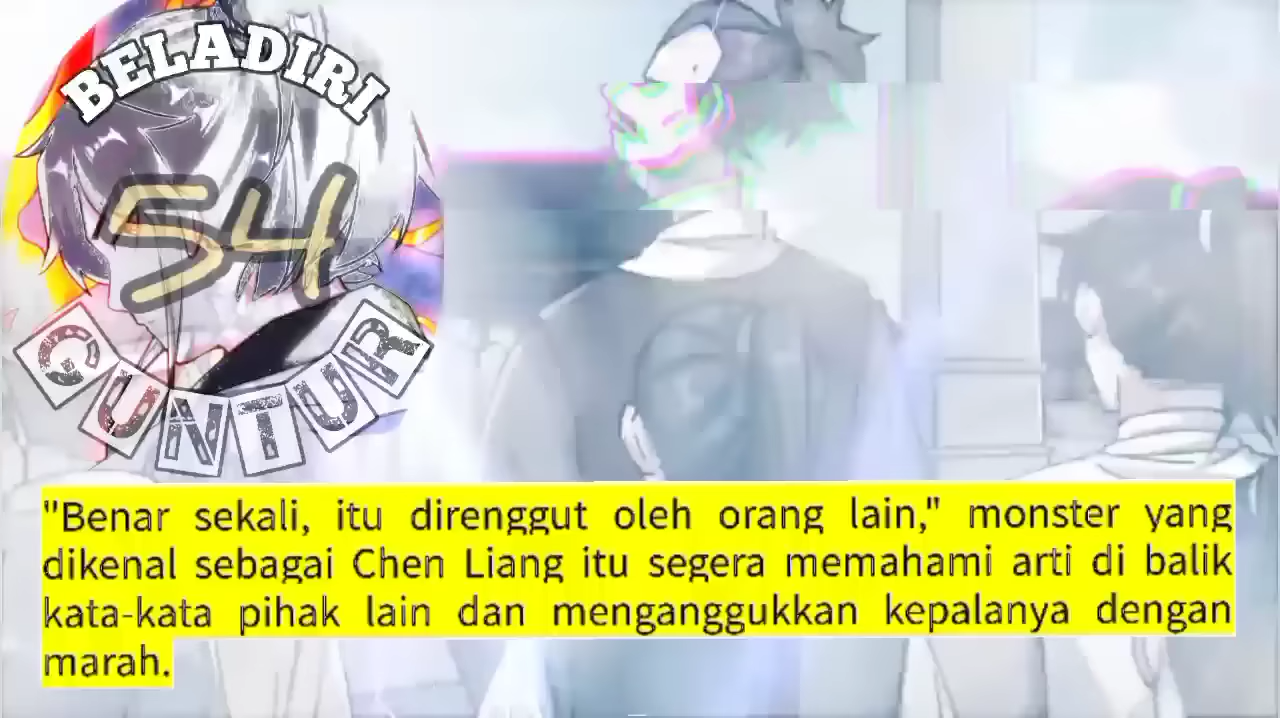 BELADIRI
54
GUNTUR
"Benar sekali, itu direnggut oleh orang lain," monster yang
dikenal sebagai Chen Liang itu segera memahami arti di balik
kata-kata pihak lain dan menganggukkan kepalanya dengan
marah.